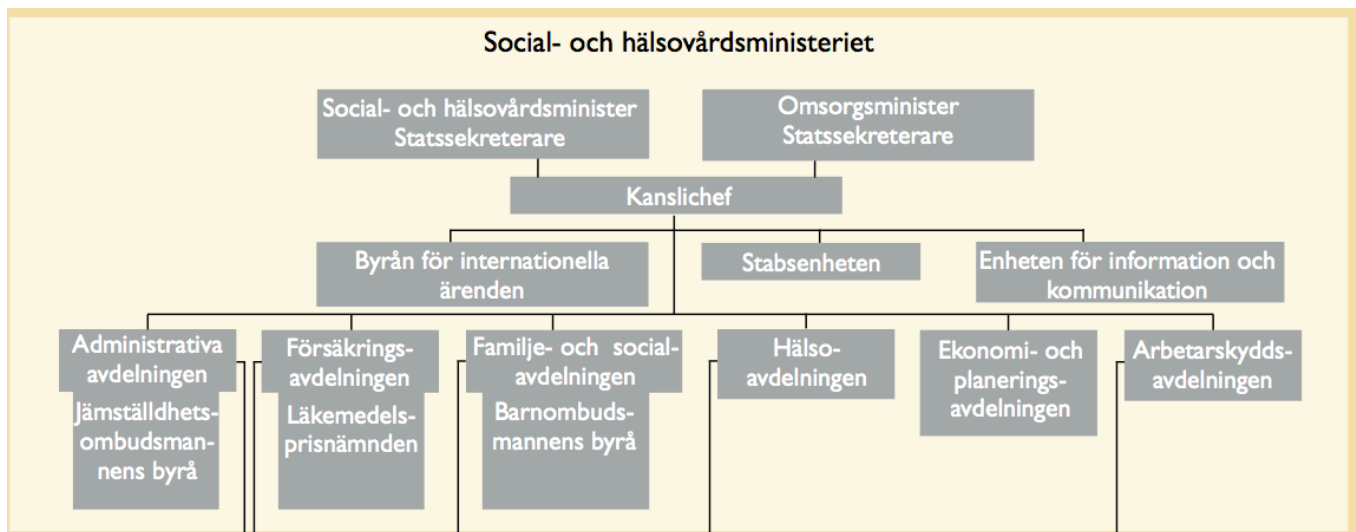 Social- och hälsovårdsministeriet
Social- och hälsovårdsminister
Statssekreterare
Omsorgsminister
Statssekreterare
Kanslichef
Byrån för internationella
ärenden
Stabsenheten
Enheten för information och
kommunikation
Administrativa
avdelningen
Jämställdhets-
ombudsman-
nens byrå
Försäkrings-
avdelningen
Läkemedels-
prisnämnden
Familje- och social-
avdelningen
Barnombuds-
mannens byrå
Hälso-
avdelningen
Ekonomi- och
planerings-
avdelningen
Arbetarskydds-
avdelningen